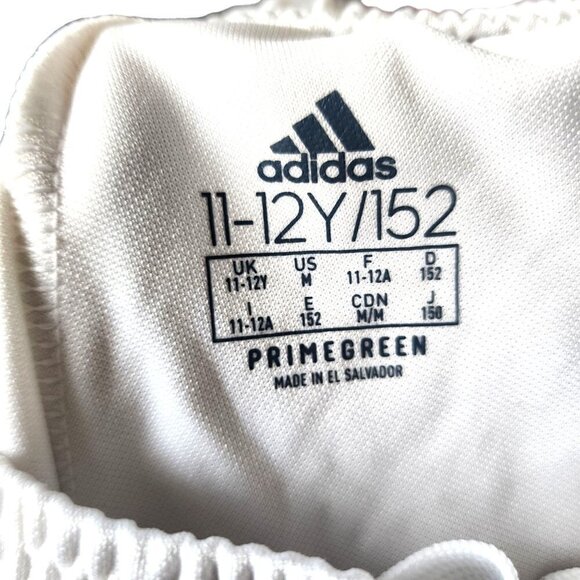 adidas
11-12Y/152
UK US F D
11-12Y M 11-12A 152
I E CDN J
11-12A 152 M/M 150
PRIMEGREEN
MADE IN EL SALVADOR